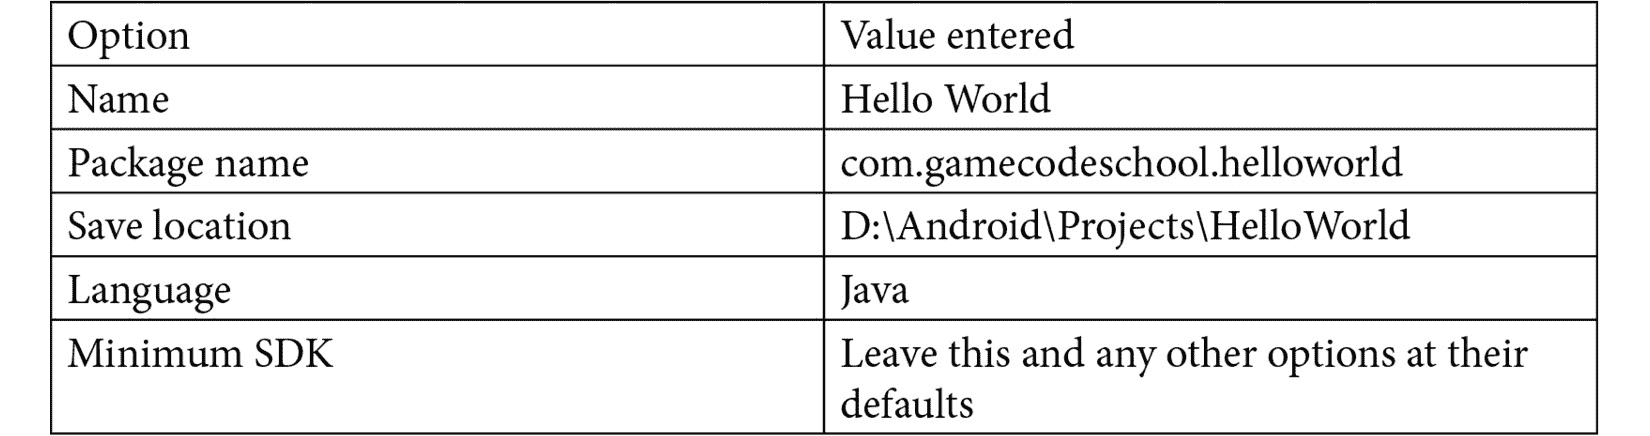 Option Value entered
Name Hello World
Package name com.gamecodeschool.helloworld
Save location D:\Android\Projects\HelloWorld
Language Java
Minimum SDK Leave this and any other options at their
defaults